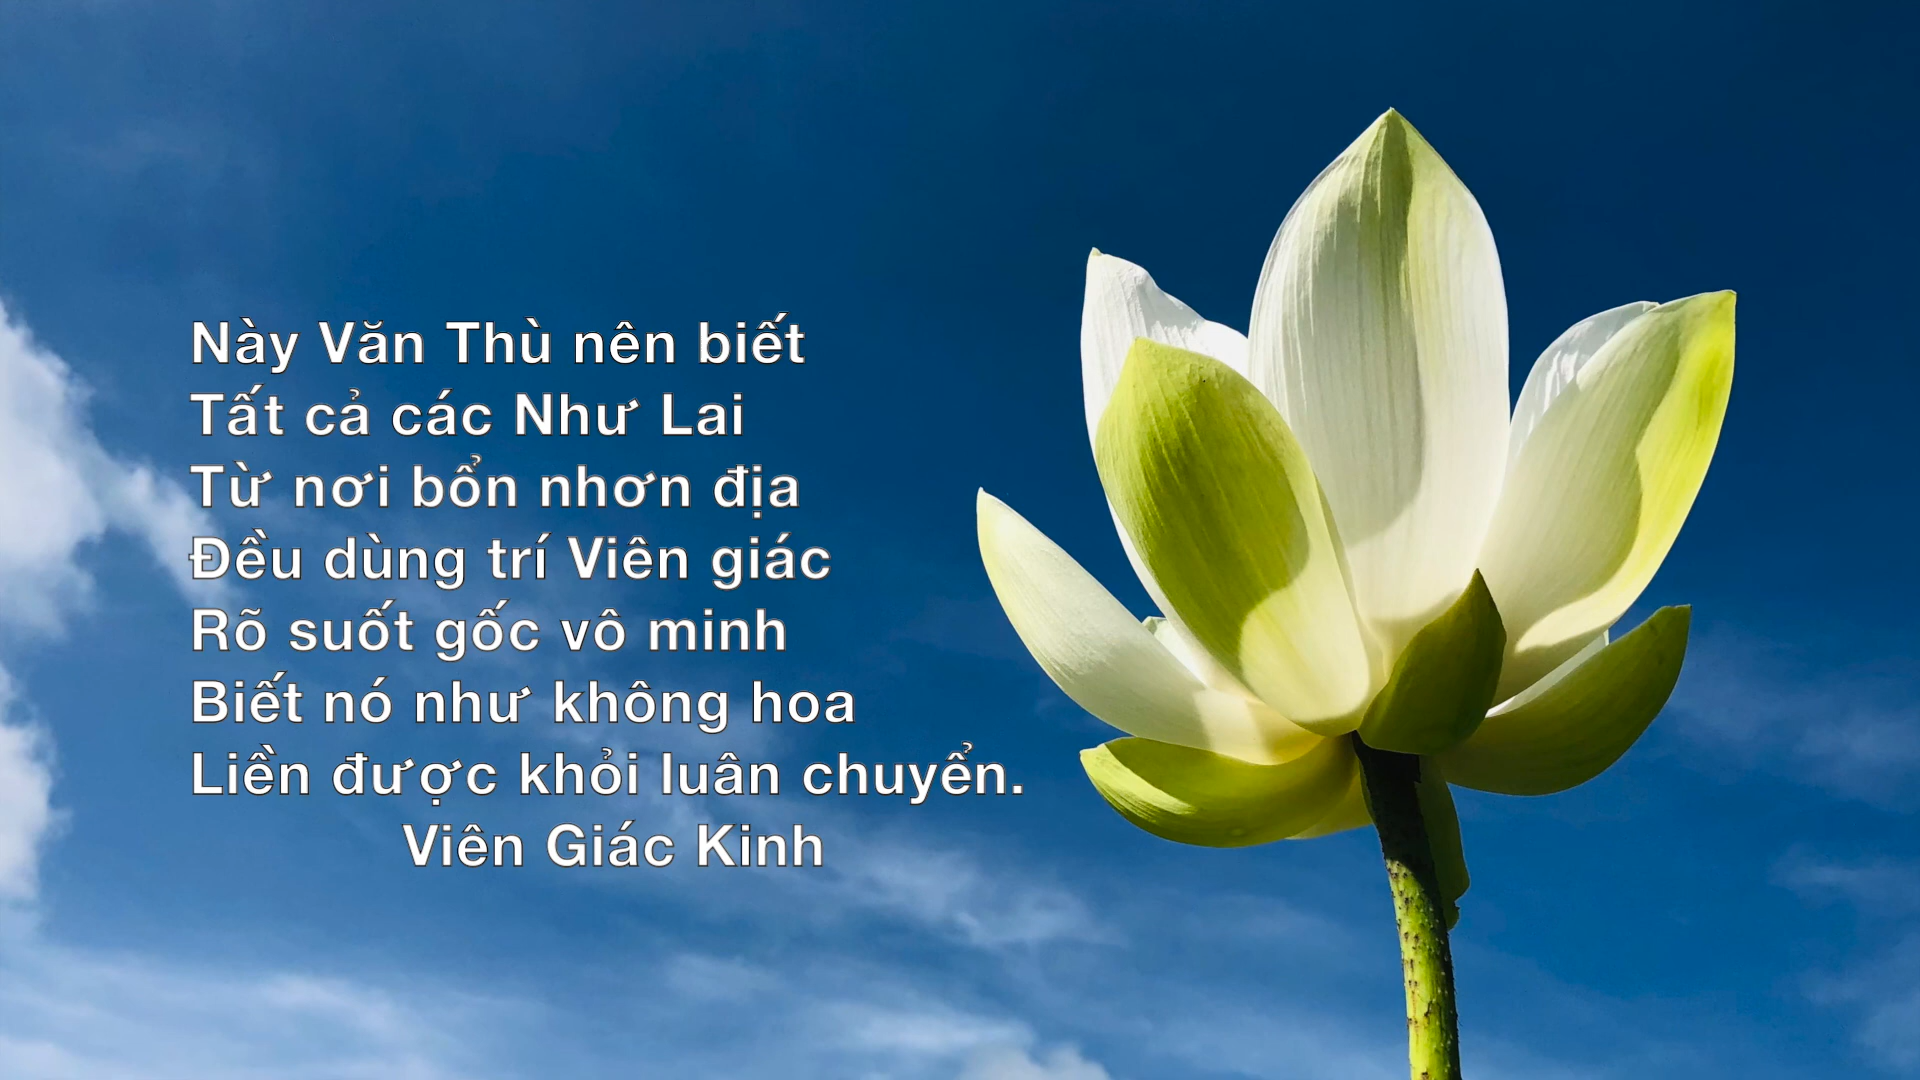 Này Văn Thù nên biết
Tất cả các Như Lai
Từ nơi bổn nhơn địa
Đều dùng trí Viên giác
Rõ suốt gốc vô minh
Biết nó như không hoa
Liền được khỏi luân chuyển.
Viên Giác Kinh